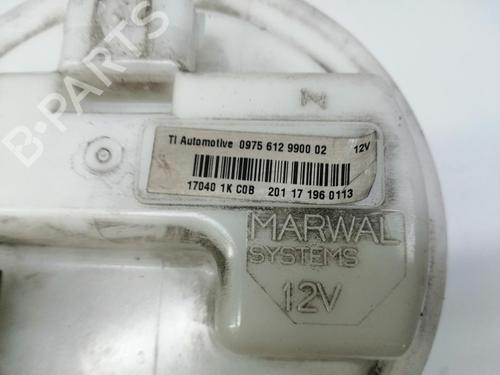 TI Automotive 0975 612 9900 02 12V
17040 1K C0B 201 17 196 0113
MARWAL
SYSTEMS
12V
B-PARTS